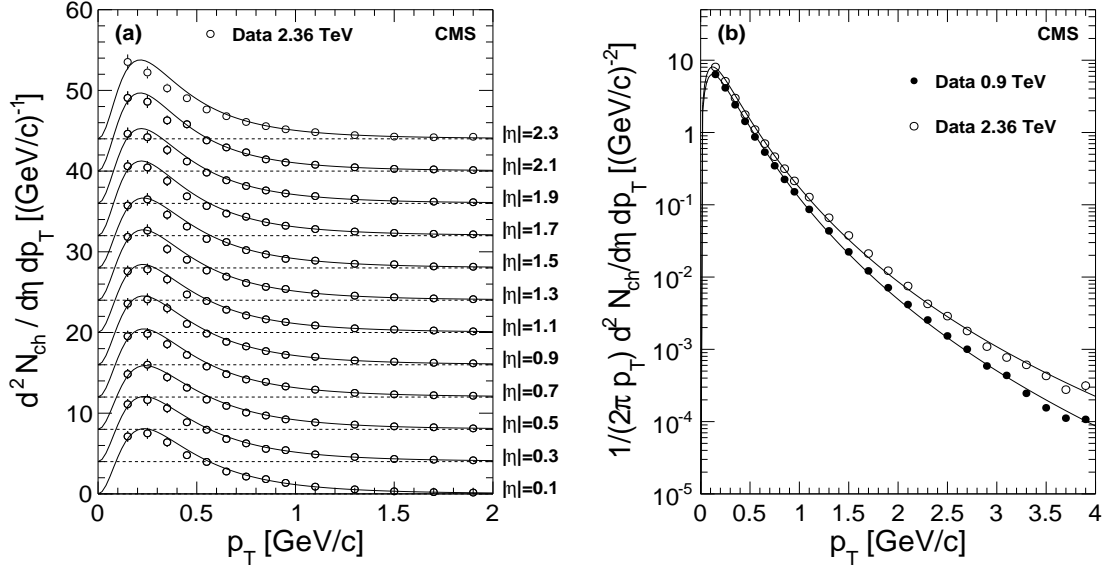 (a) ○ Data 2.36 TeV CMS
d² N_ch / dη dp_T [(GeV/c)⁻¹]
60
50
40
30
20
10
0
|η|=2.3
|η|=2.1
|η|=1.9
|η|=1.7
|η|=1.5
|η|=1.3
|η|=1.1
|η|=0.9
|η|=0.7
|η|=0.5
|η|=0.3
|η|=0.1
0 0.5 1 1.5 2
p_T [GeV/c]
(b) CMS
● Data 0.9 TeV
○ Data 2.36 TeV
1/(2π p_T) d² N_ch/dη dp_T [(GeV/c)⁻²]
10
1
10⁻¹
10⁻²
10⁻³
10⁻⁴
10⁻⁵
0 0.5 1 1.5 2 2.5 3 3.5 4
p_T [GeV/c]